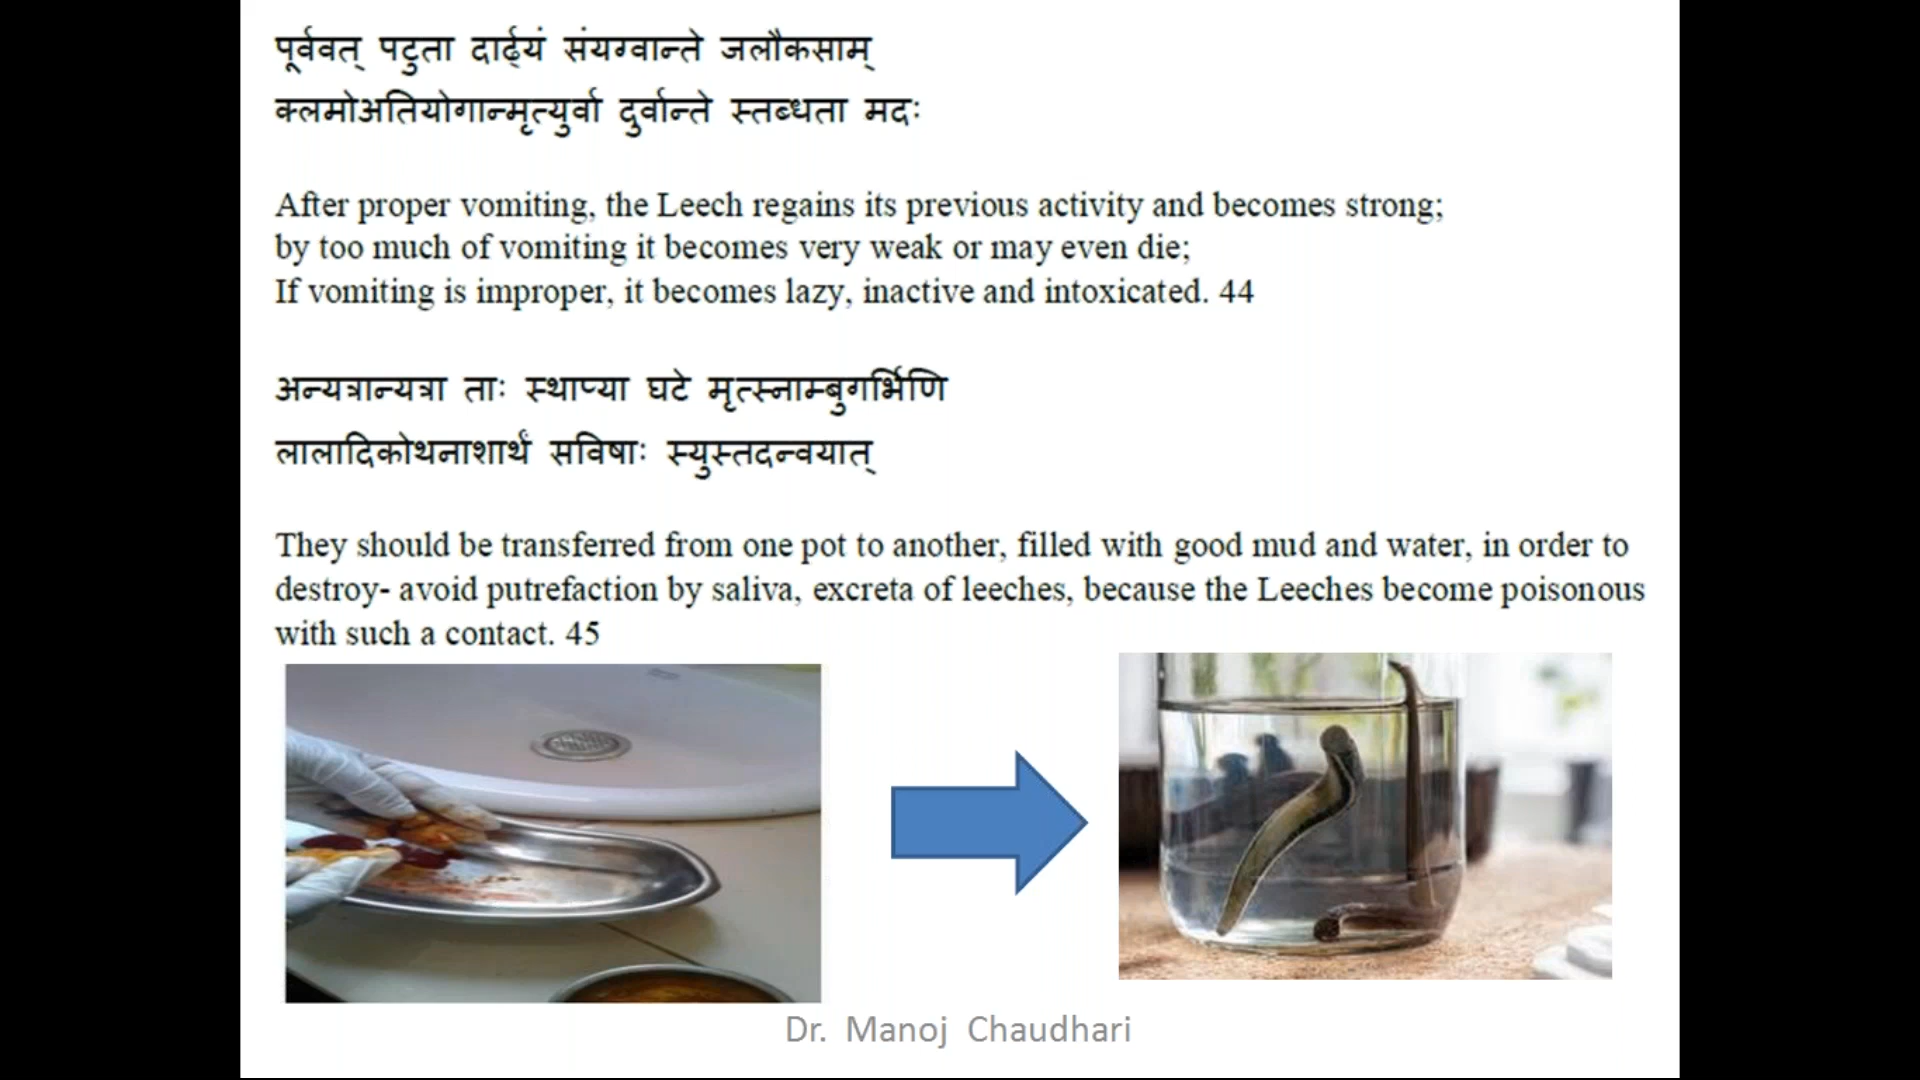 पूर्ववत् पटुता दार्ढ्यं संयग्वान्ते जलौकसाम्
क्लमोअतियोगान्मृत्युर्वा दुर्वान्ते स्तब्धता मदः
After proper vomiting, the Leech regains its previous activity and becomes strong;
by too much of vomiting it becomes very weak or may even die;
If vomiting is improper, it becomes lazy, inactive and intoxicated. 44
अन्यत्रान्यत्रा ताः स्थाप्या घटे मृत्स्नाम्बुगर्भिणि
लालादिकोथनाशार्थं सविषाः स्युस्तदन्वयात्
They should be transferred from one pot to another, filled with good mud and water, in order to
destroy- avoid putrefaction by saliva, excreta of leeches, because the Leeches become poisonous
with such a contact. 45
Dr. Manoj Chaudhari